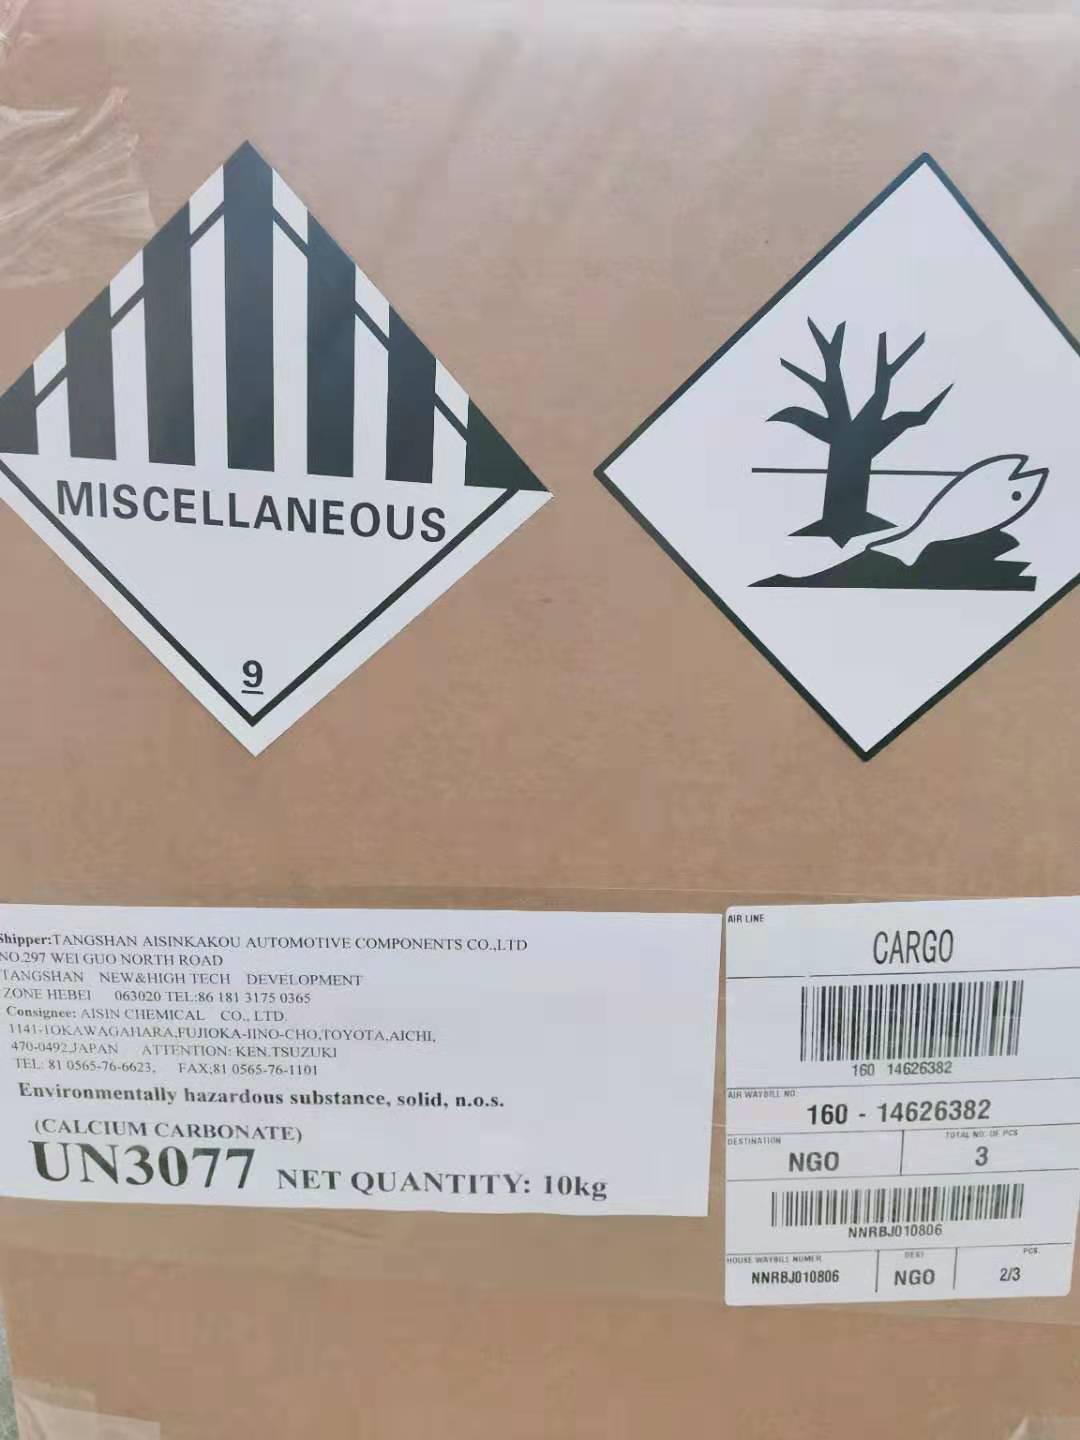 MISCELLANEOUS
9
Shipper:TANGSHAN AISINKAKOU AUTOMOTIVE COMPONENTS CO.,LTD
NO.297 WEI GUO NORTH ROAD
TANGSHAN NEW&HIGH TECH DEVELOPMENT
ZONE HEBEI 063020 TEL:86 181 3175 0365
Consignee: AISIN CHEMICAL CO., LTD.
1141-1OKAWAGAHARA,FUJIOKA-IINO-CHO,TOYOTA,AICHI,
470-0492,JAPAN ATTENTION: KEN.TSUZUKI
TEL: 81 0565-76-6623, FAX;81 0565-76-1101
Environmentally hazardous substance, solid, n.o.s.
(CALCIUM CARBONATE)
UN3077 NET QUANTITY: 10kg
AIR LINE
CARGO
160 14626382
AIR WAYBILL NO.
160 - 14626382
DESTINATION TOTAL NO. OF PCS
NGO 3
NNRBJ010806
HOUSE WAYBILL NUMER DEST PCS.
NNRBJ010806 NGO 2/3